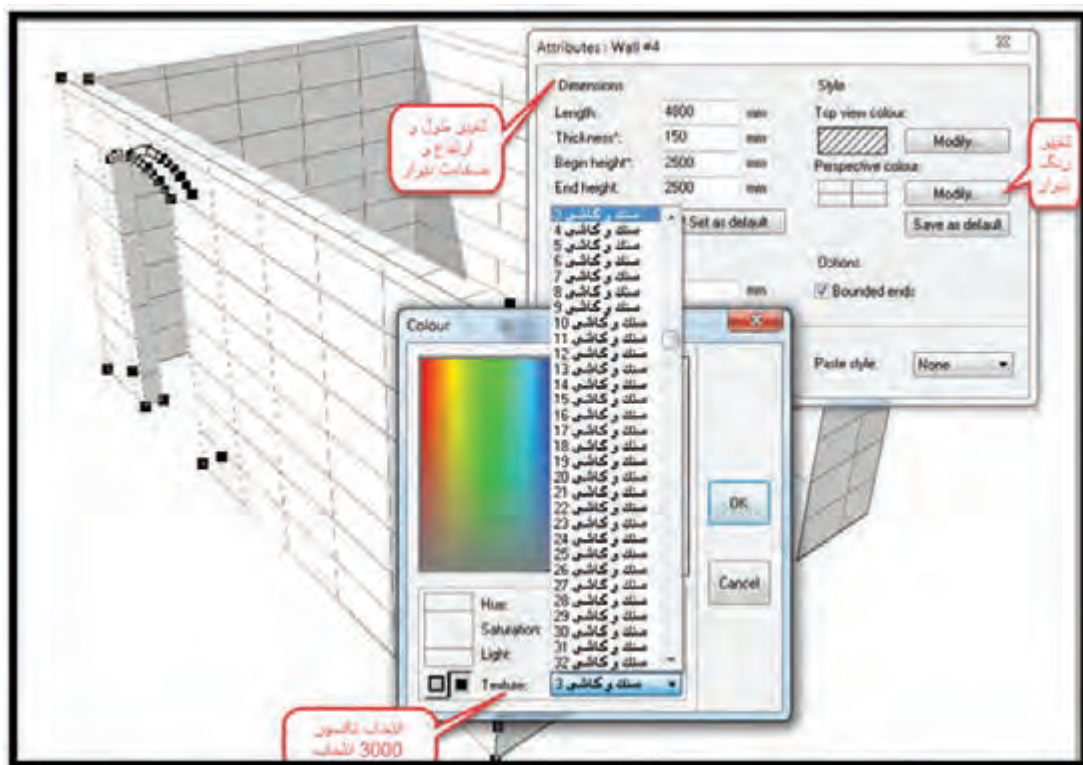 Attributes : Wall #4
Dimensions
Length: 4800 mm
Thickness*: 150 mm
Begin height*: 2500 mm
End height: 2500 mm
Set as default
mm
Style
Top view colour:
Modify...
Perspective colour:
Modify...
Save as default
Options
Bounded ends
Paste style: None
تغییر طول و
ارتفاع و
ضخامت دیوار
تغییر
رنگ
دیوار
Colour
سنگ و کاشی 3
سنگ و کاشی 4
سنگ و کاشی 5
سنگ و کاشی 6
سنگ و کاشی 7
سنگ و کاشی 8
سنگ و کاشی 9
سنگ و کاشی 10
سنگ و کاشی 11
سنگ و کاشی 12
سنگ و کاشی 13
سنگ و کاشی 14
سنگ و کاشی 15
سنگ و کاشی 16
سنگ و کاشی 17
سنگ و کاشی 18
سنگ و کاشی 19
سنگ و کاشی 20
سنگ و کاشی 21
سنگ و کاشی 22
سنگ و کاشی 23
سنگ و کاشی 24
سنگ و کاشی 25
سنگ و کاشی 26
سنگ و کاشی 27
سنگ و کاشی 28
سنگ و کاشی 29
سنگ و کاشی 30
سنگ و کاشی 31
سنگ و کاشی 32
OK
Cancel
Hue:
Saturation:
Light:
Texture: سنگ و کاشی 3
انتخاب تکسچر
3000 انتخاب